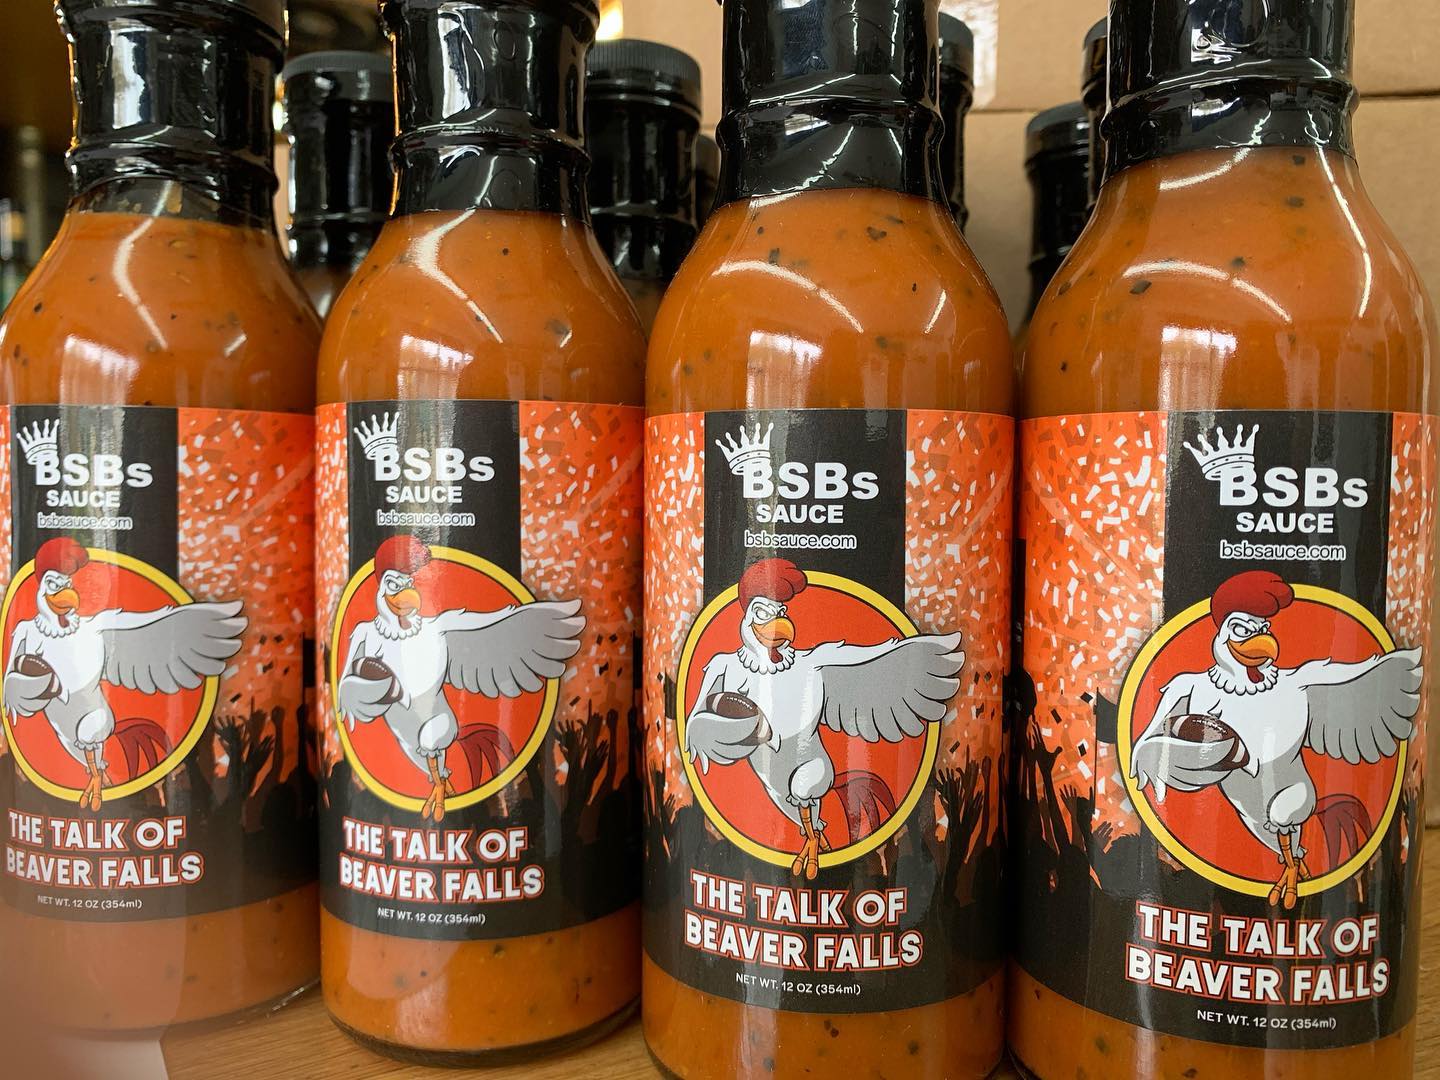 BSBs
SAUCE
bsbsauce.com
THE TALK OF
BEAVER FALLS
NET WT. 12 OZ (354ml)
BSBs
SAUCE
bsbsauce.com
THE TALK OF
BEAVER FALLS
NET WT. 12 OZ (354ml)
BSBs
SAUCE
bsbsauce.com
THE TALK OF
BEAVER FALLS
NET WT. 12 OZ (354ml)
BSBs
SAUCE
bsbsauce.com
THE TALK OF
BEAVER FALLS
NET WT. 12 OZ (354ml)